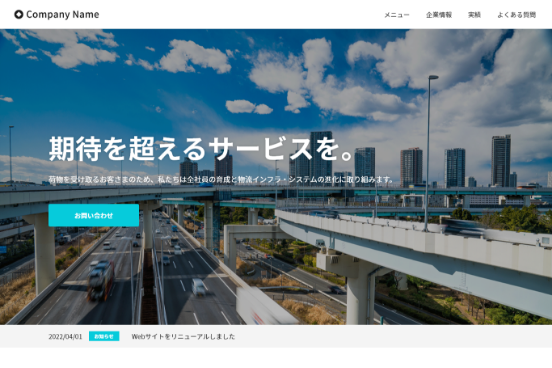 Company Name
メニュー 企業情報 実績 よくある質問
期待を超えるサービスを。
荷物を受け取るお客さまのため、私たちは全社員の育成と物流インフラ・システムの進化に取り組みます。
お問い合わせ
2022/04/01 お知らせ Webサイトをリニューアルしました